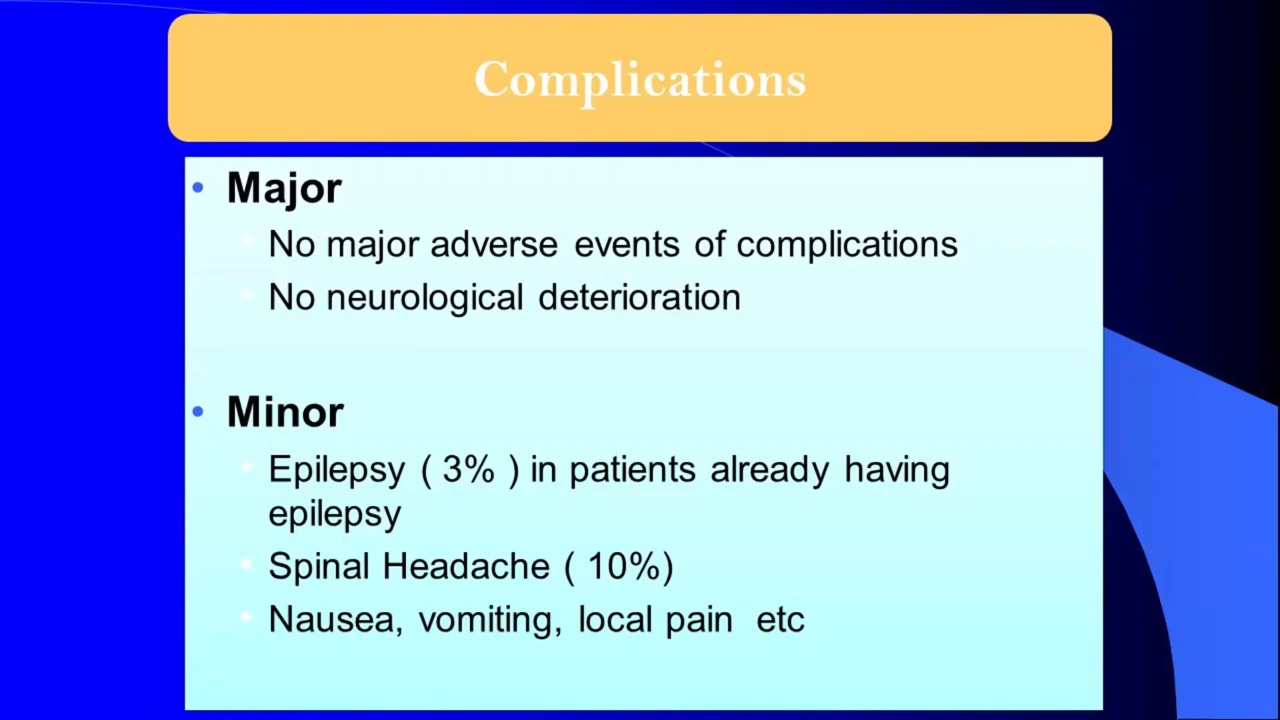 Complications
• Major
• No major adverse events of complications
• No neurological deterioration
• Minor
• Epilepsy ( 3% ) in patients already having
epilepsy
• Spinal Headache ( 10%)
• Nausea, vomiting, local pain etc